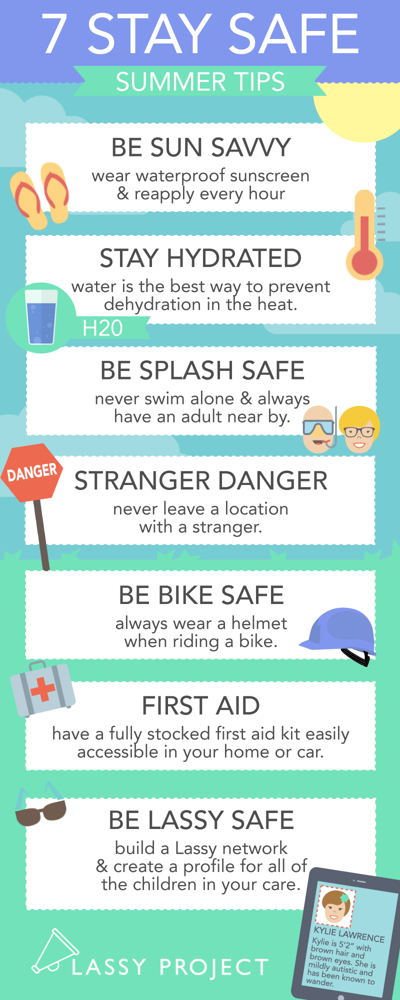 7 STAY SAFE
SUMMER TIPS
BE SUN SAVVY
wear waterproof sunscreen
& reapply every hour
STAY HYDRATED
water is the best way to prevent
dehydration in the heat.
H20
BE SPLASH SAFE
never swim alone & always
have an adult near by.
DANGER
STRANGER DANGER
never leave a location
with a stranger.
BE BIKE SAFE
always wear a helmet
when riding a bike.
FIRST AID
have a fully stocked first aid kit easily
accessible in your home or car.
BE LASSY SAFE
build a Lassy network
& create a profile for all of
the children in your care.
KYLIE LAWRENCE
Kylie is 5’2” with
brown hair and
brown eyes. She is
mildly autistic and
has been known to
wander.
LASSY PROJECT